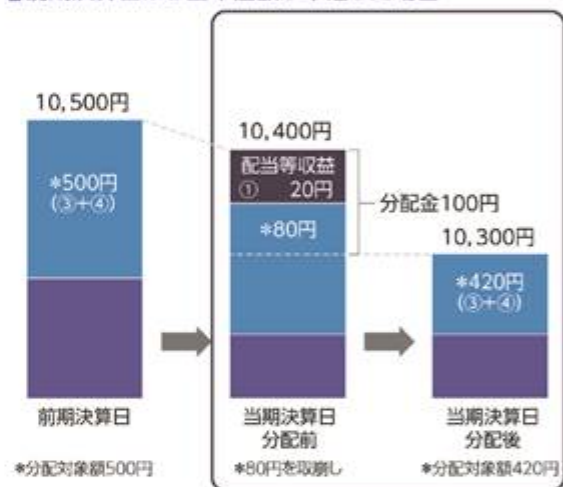 10,500円
*500円
(③+④)
前期決算日
*分配対象額500円
10,400円
配当等収益
① 20円
*80円
分配金100円
当期決算日
分配前
*80円を取崩し
10,300円
*420円
(③+④)
当期決算日
分配後
*分配対象額420円